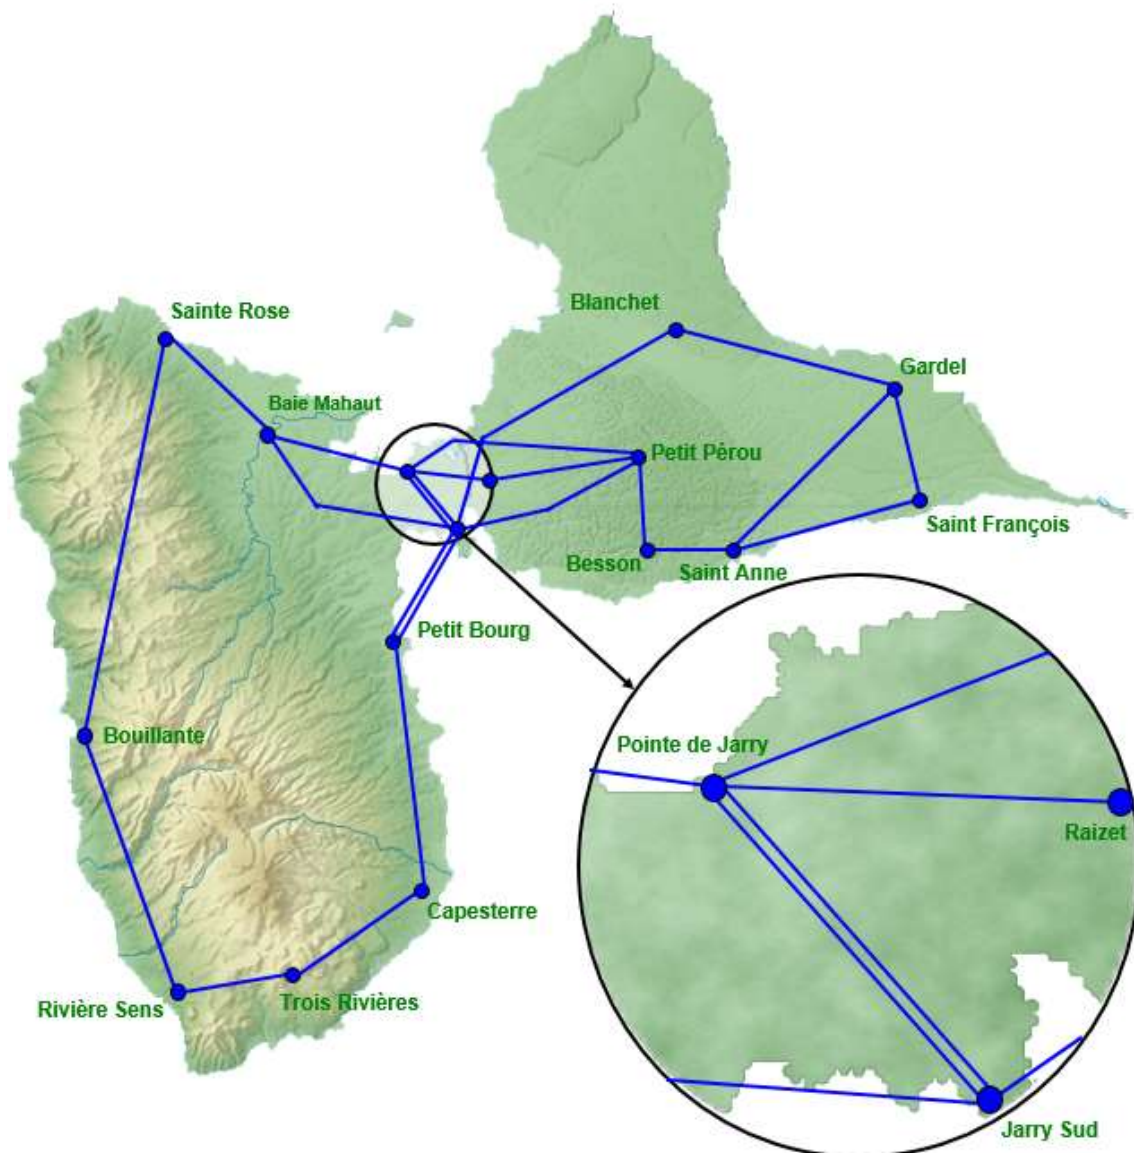 Blanchet
Sainte Rose
Gardel
Baie Mahaut
Petit Pèrou
Saint François
Besson
Saint Anne
Petit Bourg
Bouillante
Pointe de Jarry
Raizet
Capesterre
Rivière Sens
Trois Rivières
Jarry Sud